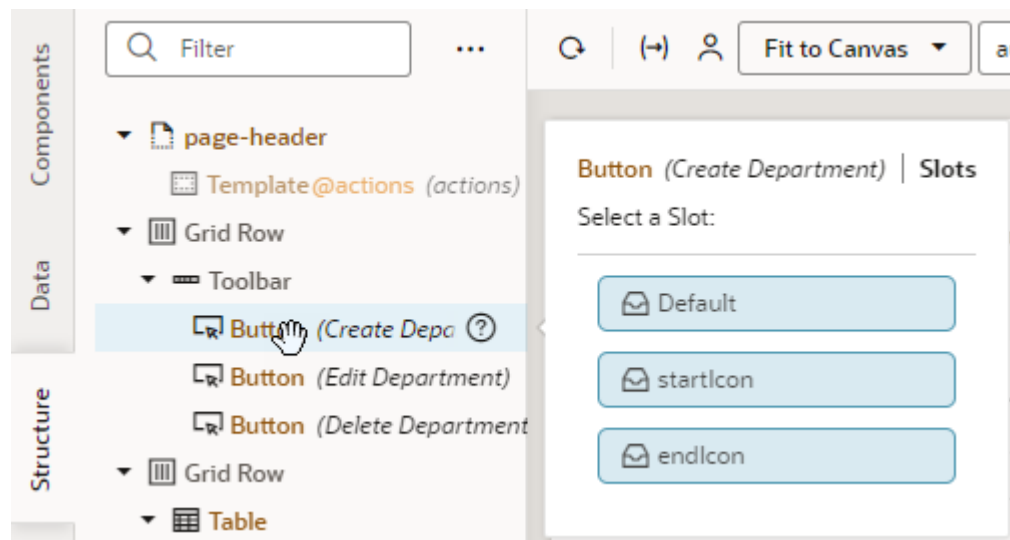 Components
Data
Structure
Filter
...
page-header
Template@actions (actions)
Grid Row
Toolbar
Button (Create Depa
Button (Edit Department)
Button (Delete Department
Grid Row
Table
Fit to Canvas
Button (Create Department) | Slots
Select a Slot:
Default
startIcon
endIcon